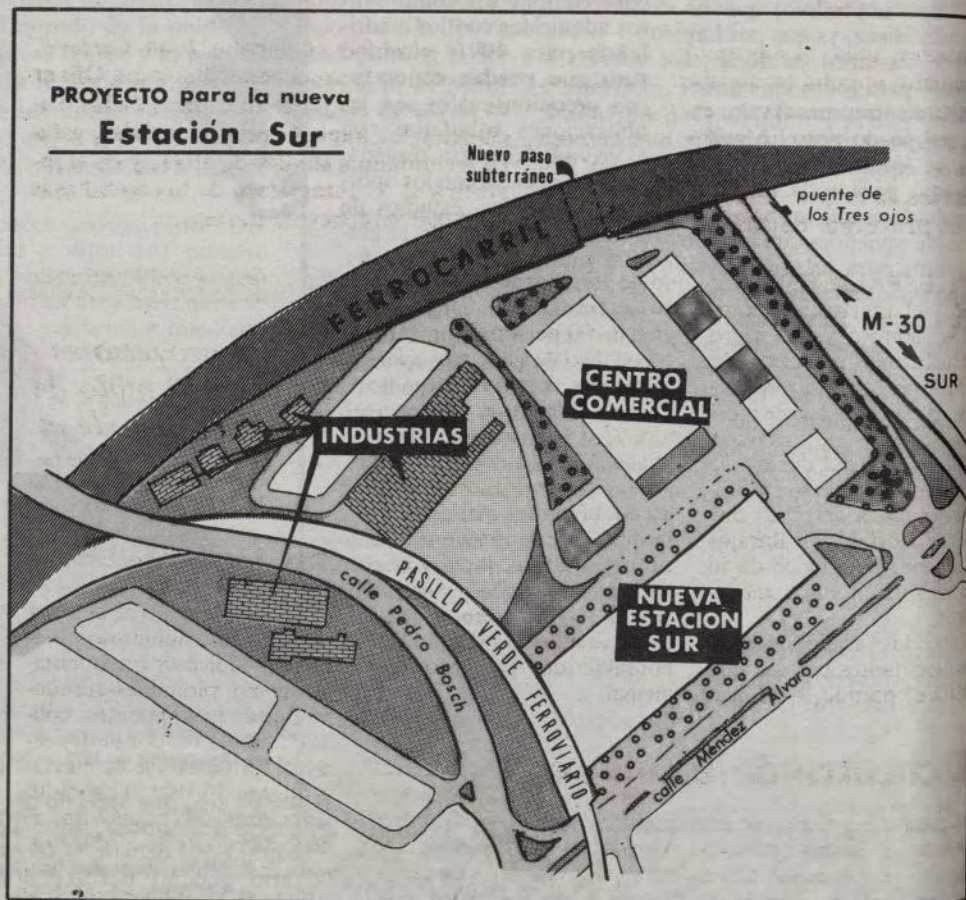 PROYECTO para la nueva
Estación Sur
Nuevo paso
subterráneo
puente de
los Tres ojos
FERROCARRIL
M-30
SUR
CENTRO
COMERCIAL
INDUSTRIAS
PASILLO VERDE FERROVIARIO
calle Pedro Bosch
NUEVA
ESTACION
SUR
calle Méndez Alvaro